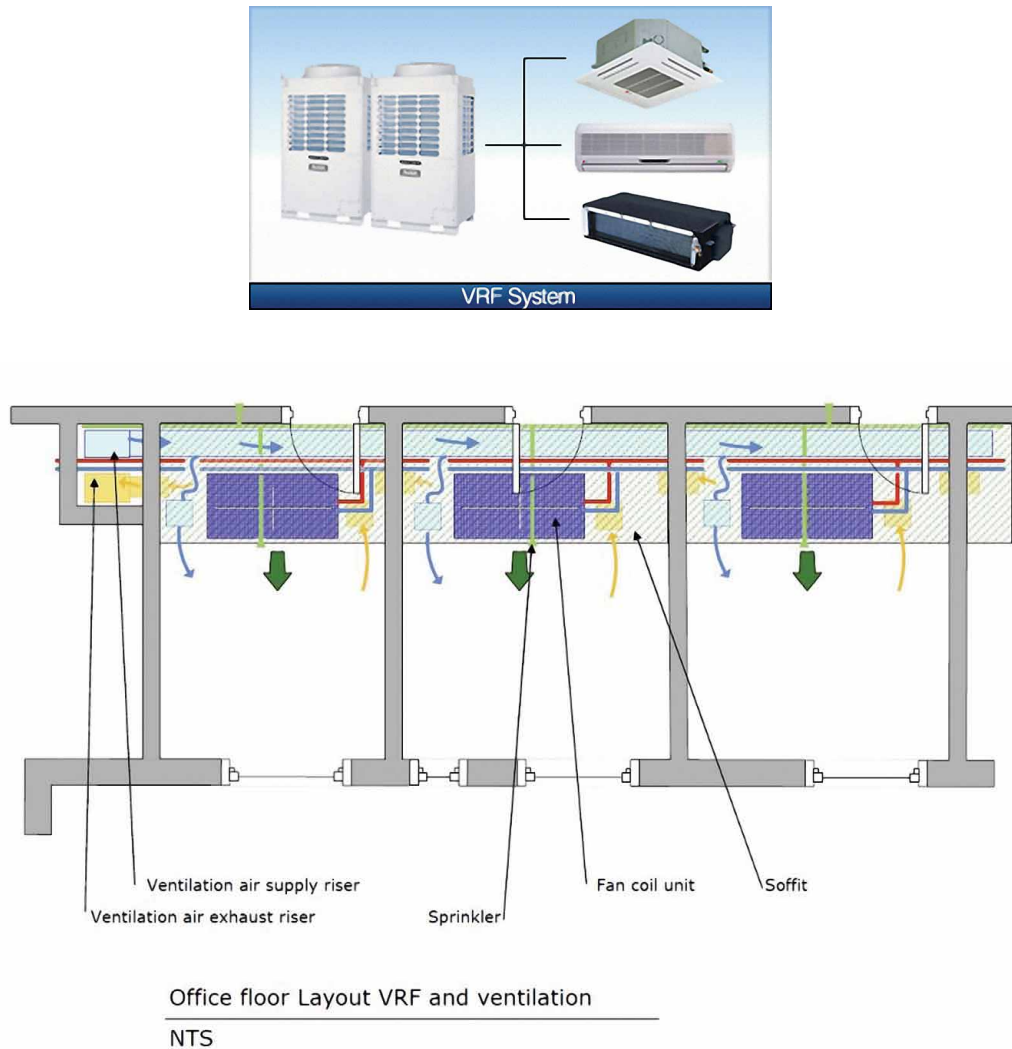 VRF System
Ventilation air supply riser
Fan coil unit
Soffit
Ventilation air exhaust riser
Sprinkler
Office floor Layout VRF and ventilation
NTS